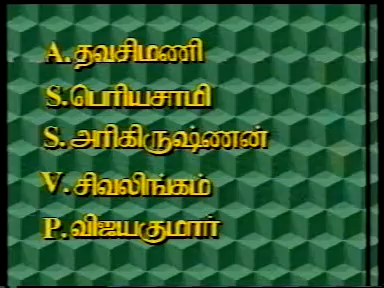 A. தவசிமணி
S. பெரியசாமி
S. அரிகிருஷ்ணன்
V. சிவலிங்கம்
P. விஜயகுமார்